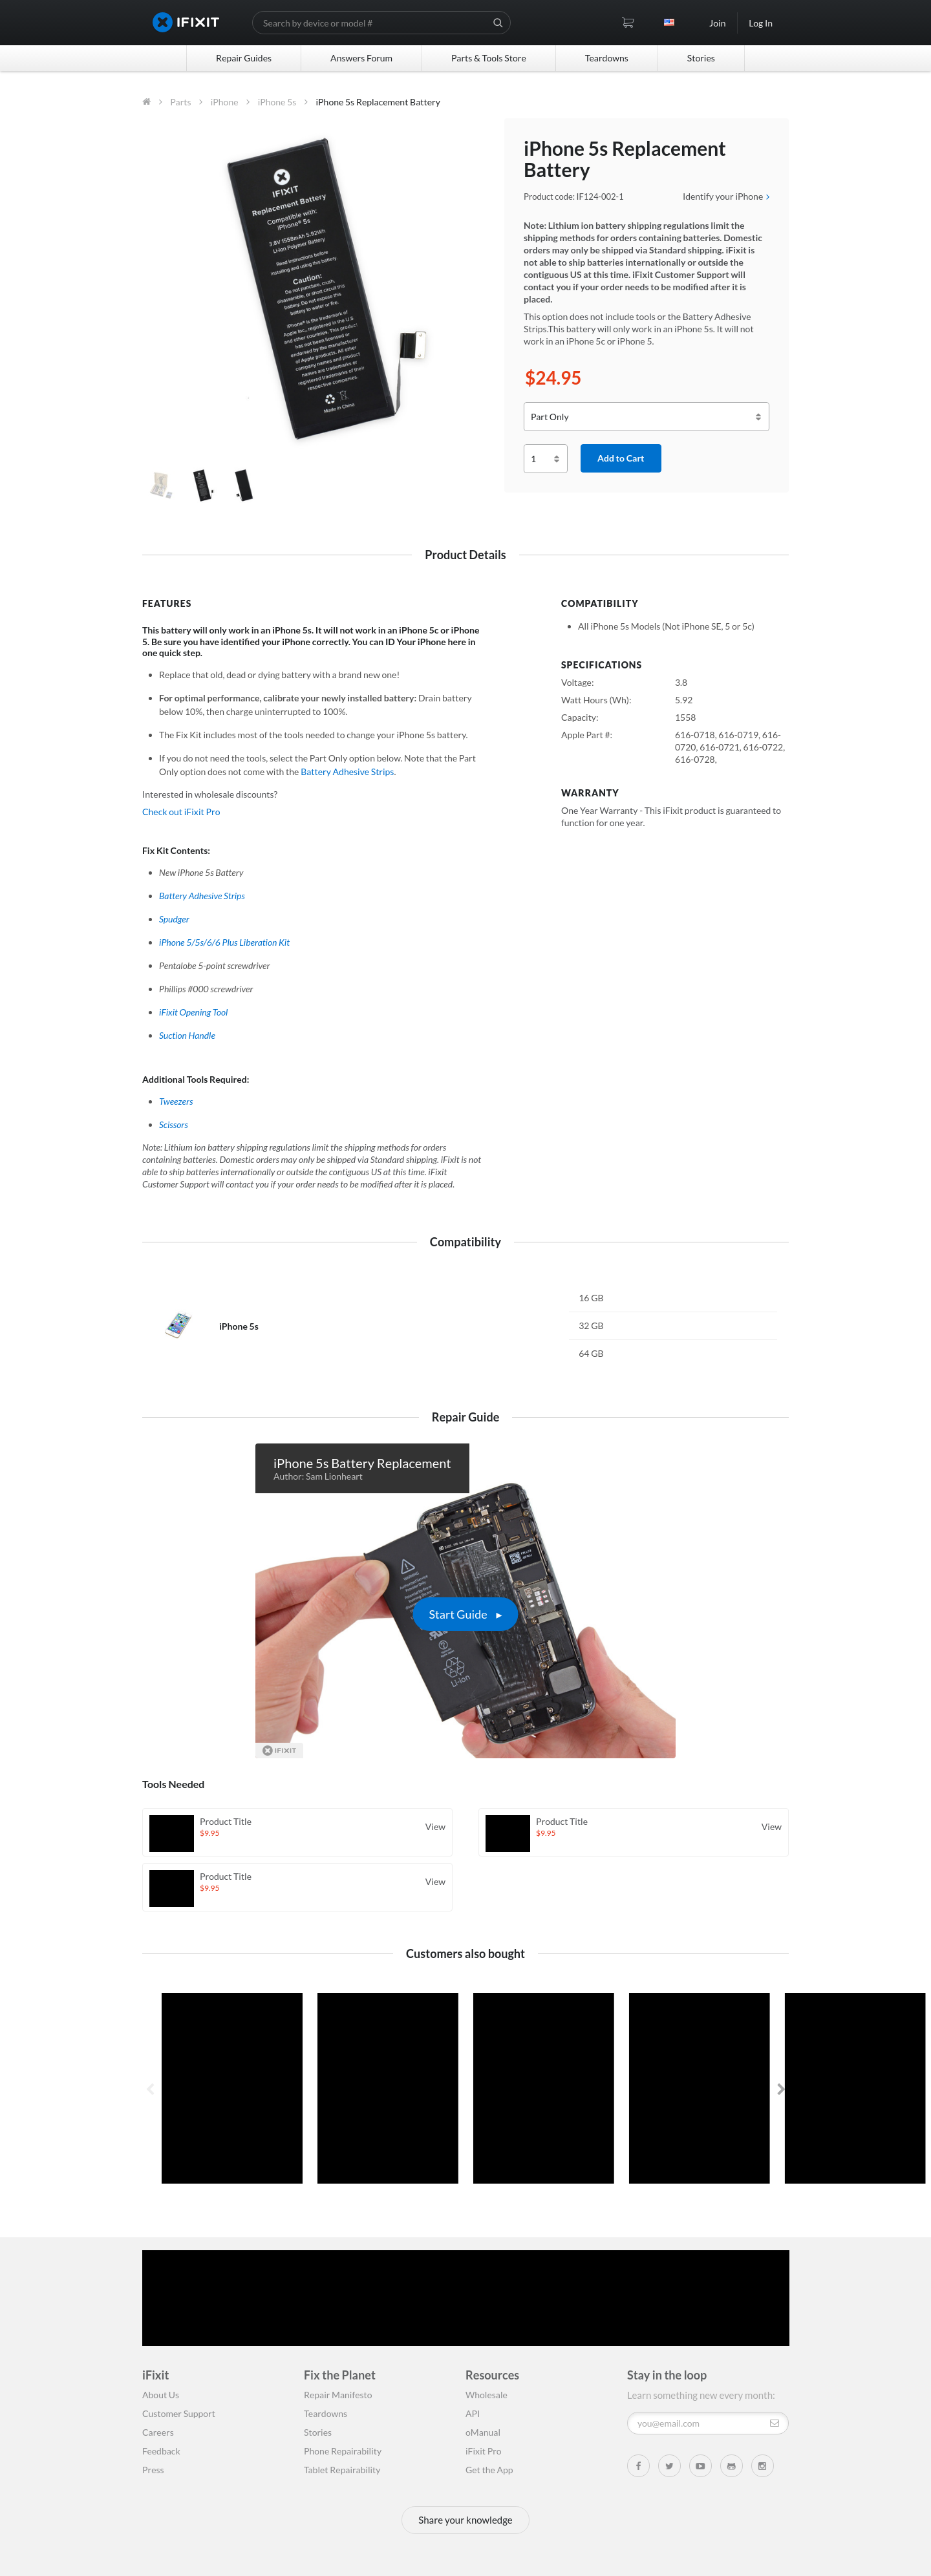 IFIXIT
Search by device or model #
Join
Log In
Repair Guides
Answers Forum
Parts & Tools Store
Teardowns
Stories
Parts
iPhone
iPhone 5s
iPhone 5s Replacement Battery
IFIXIT
Replacement Battery
Compatible with:
iPhone® 5s
3.8V 1558mAh 5.92Wh
Li-ion Polymer Battery
Read instructions before
installing and using this battery.
Caution:
Do not puncture, crush,
disassemble, or short circuit this
battery. Do not expose this
battery to water or fire.
iPhone® is the trademark of
Apple Inc., registered in the U.S.
and other countries. This product
has not been licensed or
endorsed by the
manufacturer of the
Apple products. All
company names and
product names are
trademarks or
registered trademarks of their
respective companies.
Made in China
iPhone 5s Replacement
Battery
Product code: IF124-002-1
Identify your iPhone
Note: Lithium ion battery shipping regulations limit the
shipping methods for orders containing batteries. Domestic
orders may only be shipped via Standard shipping. iFixit is
not able to ship batteries internationally or outside the
contiguous US at this time. iFixit Customer Support will
contact you if your order needs to be modified after it is
placed.
This option does not include tools or the Battery Adhesive
Strips.This battery will only work in an iPhone 5s. It will not
work in an iPhone 5c or iPhone 5.
$24.95
Part Only
1
Add to Cart
Product Details
FEATURES
This battery will only work in an iPhone 5s. It will not work in an iPhone 5c or iPhone
5. Be sure you have identified your iPhone correctly. You can ID Your iPhone here in
one quick step.
• Replace that old, dead or dying battery with a brand new one!
• For optimal performance, calibrate your newly installed battery: Drain battery
below 10%, then charge uninterrupted to 100%.
• The Fix Kit includes most of the tools needed to change your iPhone 5s battery.
• If you do not need the tools, select the Part Only option below. Note that the Part
Only option does not come with the Battery Adhesive Strips.
Interested in wholesale discounts?
Check out iFixit Pro
Fix Kit Contents:
• New iPhone 5s Battery
• Battery Adhesive Strips
• Spudger
• iPhone 5/5s/6/6 Plus Liberation Kit
• Pentalobe 5-point screwdriver
• Phillips #000 screwdriver
• iFixit Opening Tool
• Suction Handle
Additional Tools Required:
• Tweezers
• Scissors
Note: Lithium ion battery shipping regulations limit the shipping methods for orders
containing batteries. Domestic orders may only be shipped via Standard shipping. iFixit is not
able to ship batteries internationally or outside the contiguous US at this time. iFixit
Customer Support will contact you if your order needs to be modified after it is placed.
COMPATIBILITY
• All iPhone 5s Models (Not iPhone SE, 5 or 5c)
SPECIFICATIONS
Voltage: 3.8
Watt Hours (Wh): 5.92
Capacity: 1558
Apple Part #: 616-0718, 616-0719, 616-
0720, 616-0721, 616-0722,
616-0728,
WARRANTY
One Year Warranty - This iFixit product is guaranteed to
function for one year.
Compatibility
iPhone 5s
16 GB
32 GB
64 GB
Repair Guide
iPhone 5s Battery Replacement
Author: Sam Lionheart
Start Guide
Li-ion
IFIXIT
Tools Needed
Product Title
$9.95
View
Product Title
$9.95
View
Product Title
$9.95
View
Customers also bought
iFixit
About Us
Customer Support
Careers
Feedback
Press
Fix the Planet
Repair Manifesto
Teardowns
Stories
Phone Repairability
Tablet Repairability
Resources
Wholesale
API
oManual
iFixit Pro
Get the App
Stay in the loop
Learn something new every month:
you@email.com
Share your knowledge